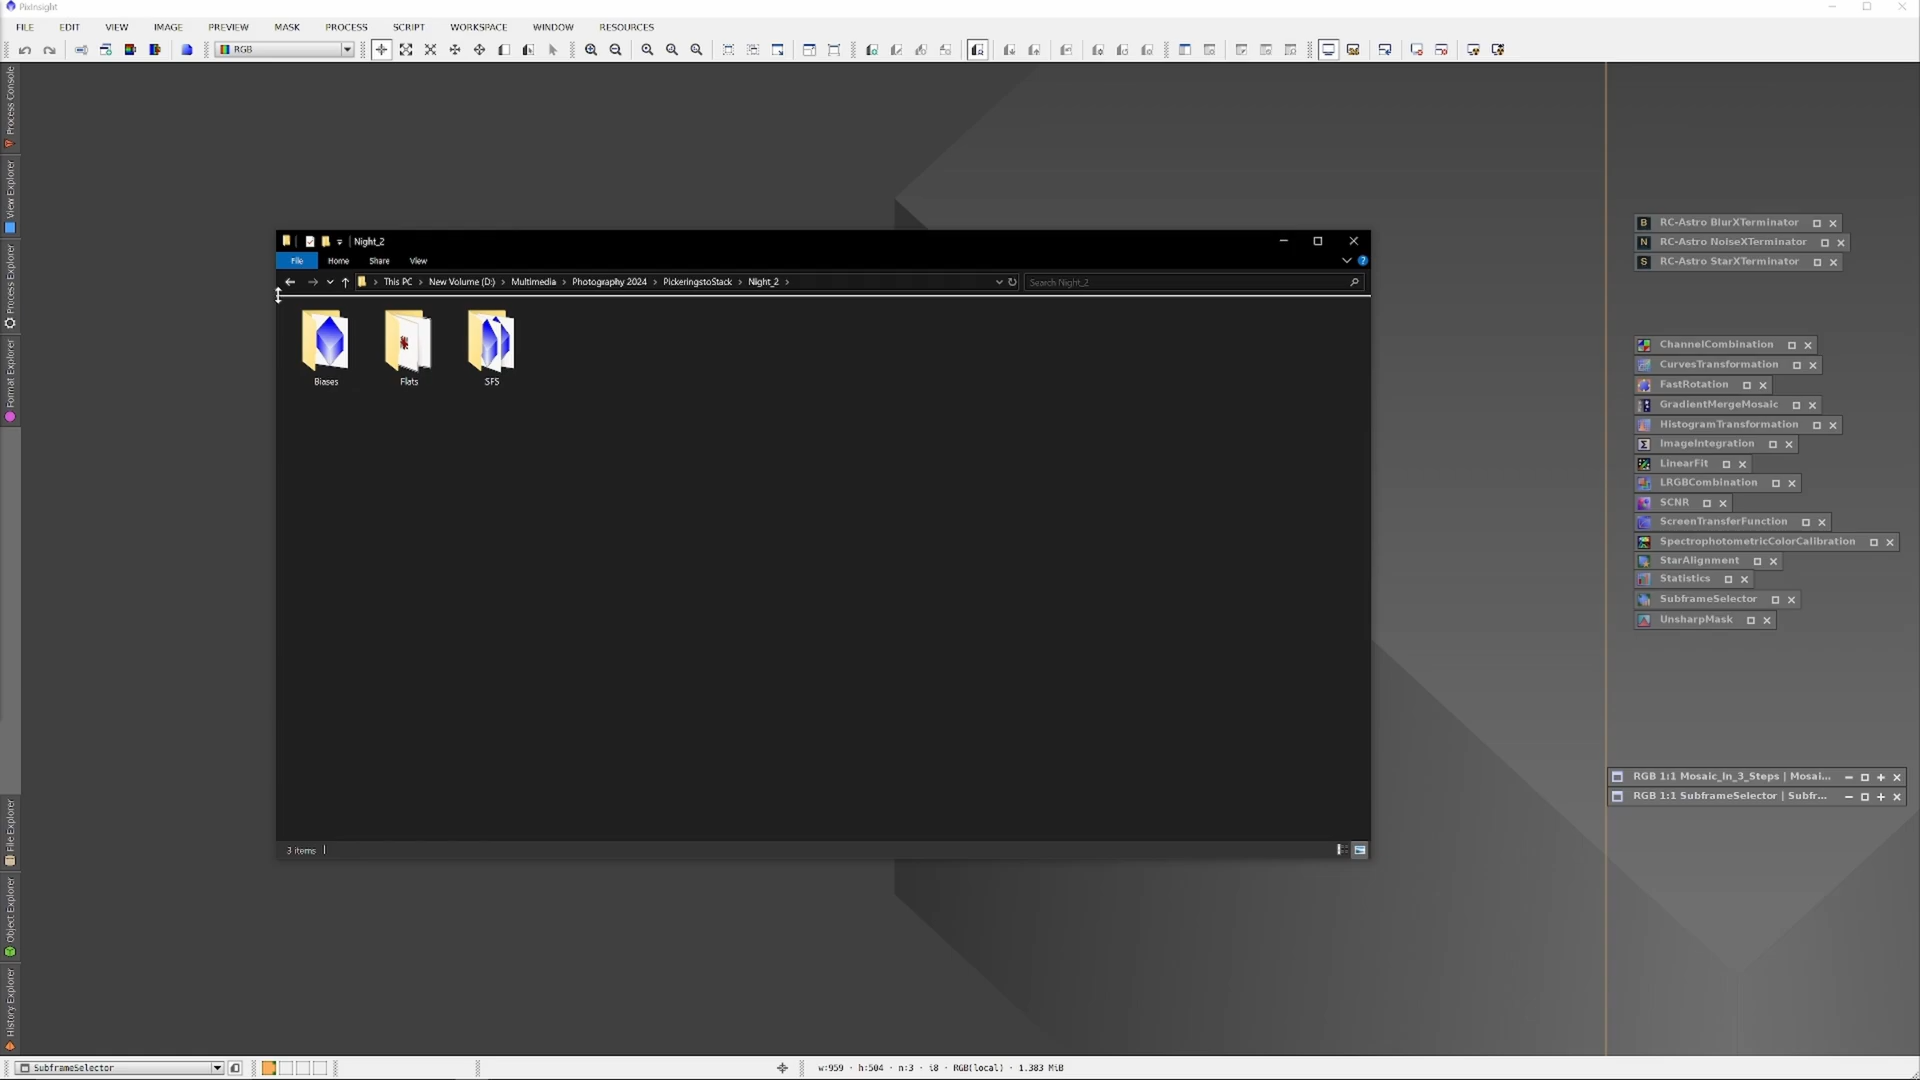 PixInsight
FILE EDIT VIEW IMAGE PREVIEW MASK PROCESS SCRIPT WORKSPACE WINDOW RESOURCES
RGB
Process Console
View Explorer
Process Explorer
Format Explorer
File Explorer
Object Explorer
History Explorer
Night_2
File Home Share View
This PC New Volume (D:) Multimedia Photography 2024 PickeringstoStack Night_2
Search Night_2
Biases Flats SFS
3 items
B RC-Astro BlurXTerminator
N RC-Astro NoiseXTerminator
S RC-Astro StarXTerminator
ChannelCombination
CurvesTransformation
FastRotation
GradientMergeMosaic
HistogramTransformation
ImageIntegration
LinearFit
LRGBCombination
SCNR
ScreenTransferFunction
SpectrophotometricColorCalibration
StarAlignment
Statistics
SubframeSelector
UnsharpMask
RGB 1:1 Mosaic_In_3_Steps | Mosai...
RGB 1:1 SubframeSelector | Subfr...
SubframeSelector
w:959 · h:504 · n:3 · i8 · RGB(local) · 1.383 MiB